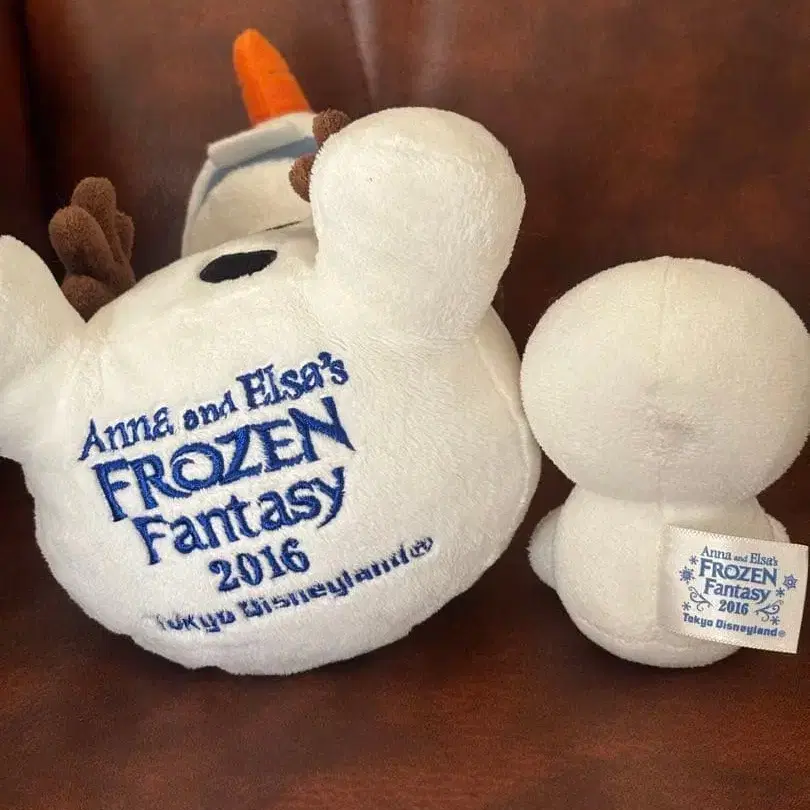 Anna and Elsa's
FROZEN
Fantasy
2016
Tokyo Disneyland®
Anna and Elsa's
FROZEN
Fantasy
2016
Tokyo Disneyland®